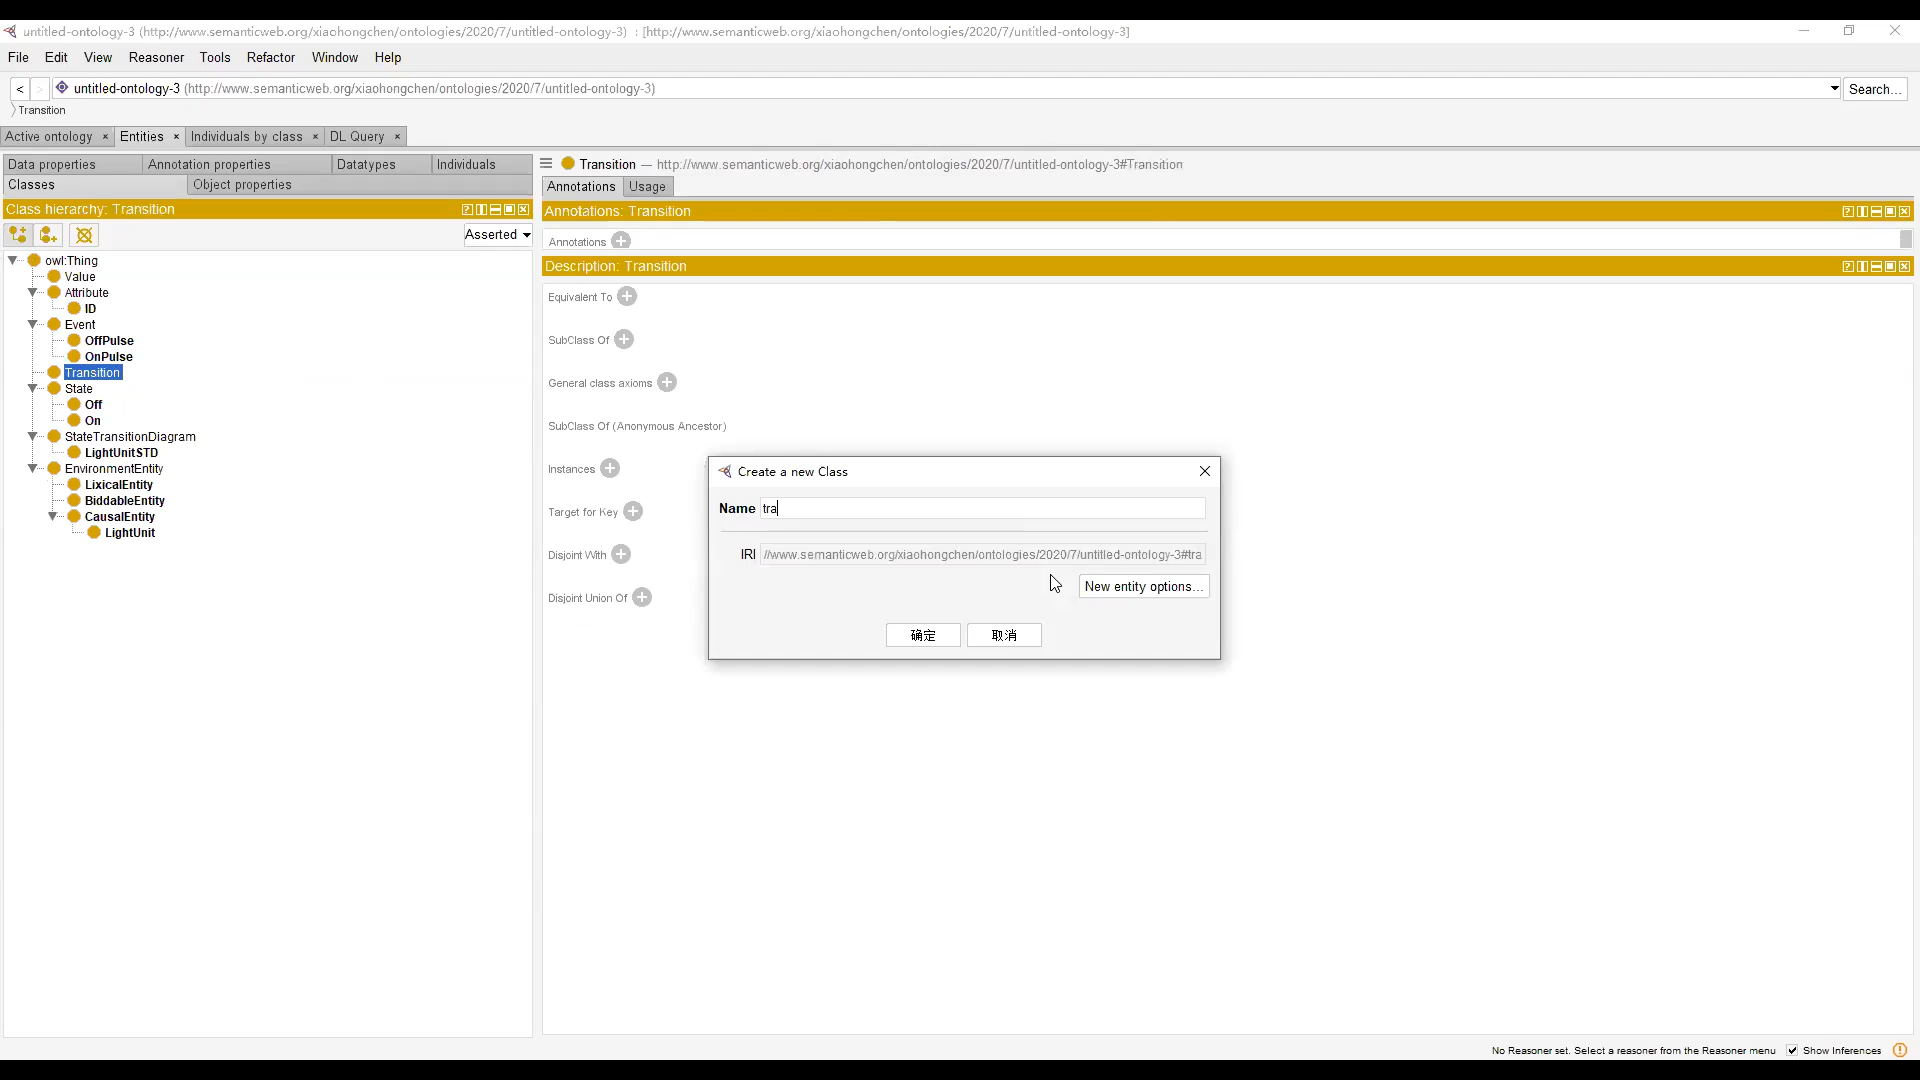 untitled-ontology-3 (http://www.semanticweb.org/xiaohongchen/ontologies/2020/7/untitled-ontology-3) : [http://www.semanticweb.org/xiaohongchen/ontologies/2020/7/untitled-ontology-3]
File Edit View Reasoner Tools Refactor Window Help
< > untitled-ontology-3 (http://www.semanticweb.org/xiaohongchen/ontologies/2020/7/untitled-ontology-3) Search...
Transition
Active ontology × Entities × Individuals by class × DL Query ×
Data properties Annotation properties Datatypes Individuals
Classes Object properties
Class hierarchy: Transition
Asserted
owl:Thing
Value
Attribute
ID
Event
OffPulse
OnPulse
Transition
State
Off
On
StateTransitionDiagram
LightUnitSTD
EnvironmentEntity
LixicalEntity
BiddableEntity
CausalEntity
LightUnit
Transition — http://www.semanticweb.org/xiaohongchen/ontologies/2020/7/untitled-ontology-3#Transition
Annotations Usage
Annotations: Transition
Annotations
Description: Transition
Equivalent To
SubClass Of
General class axioms
SubClass Of (Anonymous Ancestor)
Instances
Target for Key
Disjoint With
Disjoint Union Of
Create a new Class
Name tra
IRI //www.semanticweb.org/xiaohongchen/ontologies/2020/7/untitled-ontology-3#tra
New entity options...
确定 取消
No Reasoner set. Select a reasoner from the Reasoner menu Show Inferences